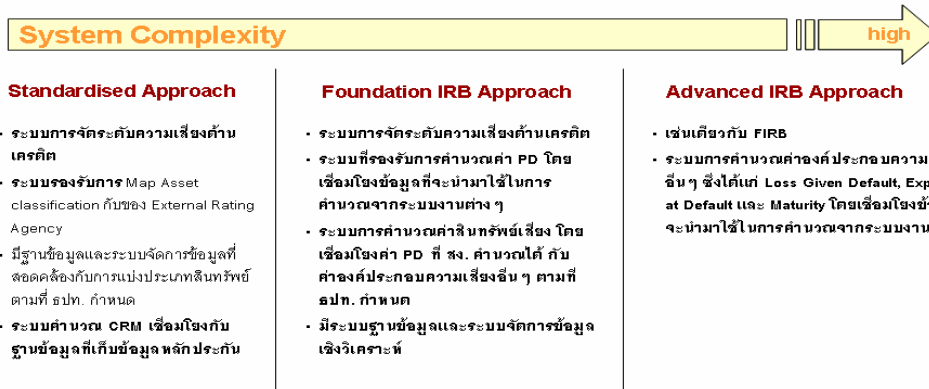 System Complexity
high
Standardised Approach
• ระบบการจัดระดับความเสี่ยงด้าน
เครดิต
• ระบบรองรับการ Map Asset
classification กับของ External Rating
Agency
• มีฐานข้อมูลและระบบจัดการข้อมูลที่
สอดคล้องกับการแบ่งประเภทสินทรัพย์
ตามที่ ธปท. กำหนด
• ระบบคำนวณ CRM เชื่อมโยงกับ
ฐานข้อมูลที่เก็บข้อมูลหลักประกัน
Foundation IRB Approach
• ระบบการจัดระดับความเสี่ยงด้านเครดิต
• ระบบที่รองรับการคำนวณค่า PD โดย
เชื่อมโยงข้อมูลที่จะนำมาใช้ในการ
คำนวณจากระบบงานต่าง ๆ
• ระบบการคำนวณค่าสินทรัพย์เสี่ยง โดย
เชื่อมโยงค่า PD ที่ สง. คำนวณได้ กับ
ค่าองค์ประกอบความเสี่ยงอื่น ๆ ตามที่
ธปท. กำหนด
• มีระบบฐานข้อมูลและระบบจัดการข้อมูล
เชิงวิเคราะห์
Advanced IRB Approach
• เช่นเดียวกับ FIRB
• ระบบการคำนวณค่าองค์ประกอบความ
อื่น ๆ ซึ่งได้แก่ Loss Given Default, Exp
at Default และ Maturity โดยเชื่อมโยง
จะนำมาใช้ในการคำนวณจากระบบงาน